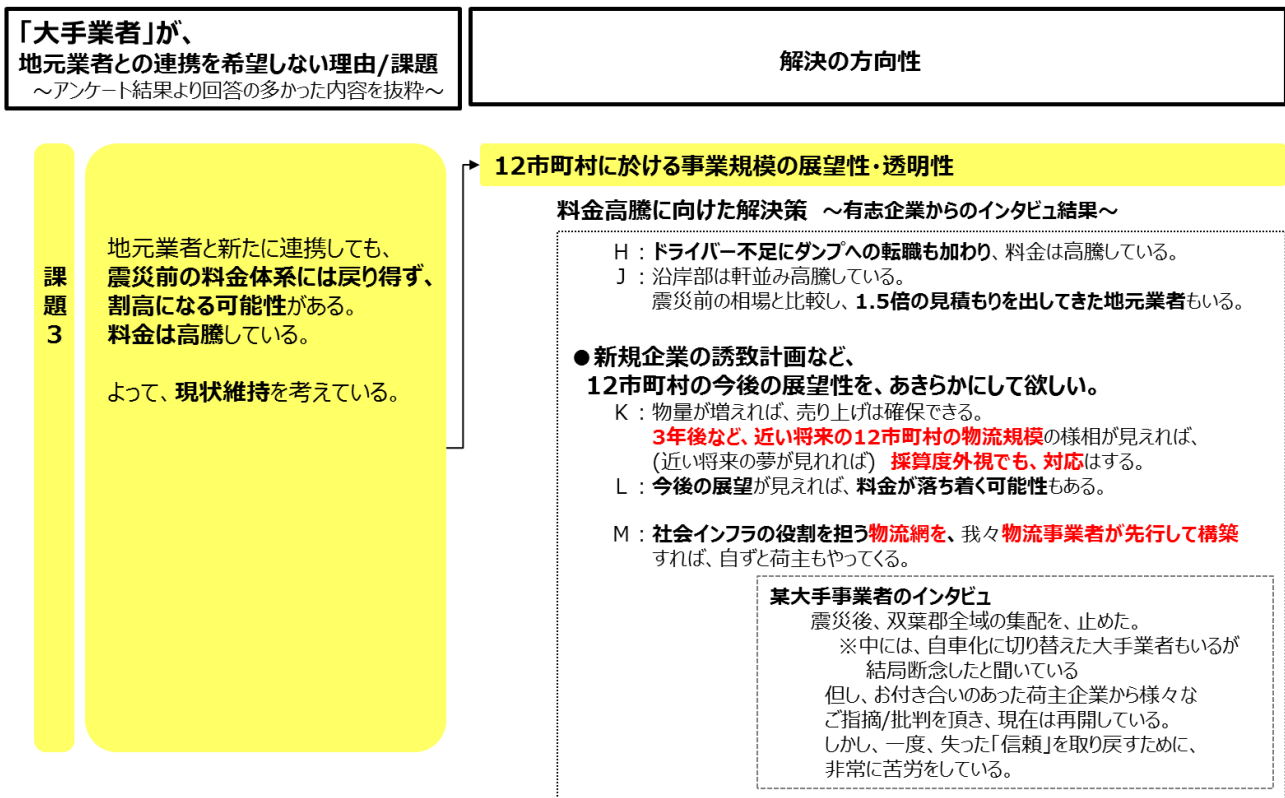 「大手業者」が、
地元業者との連携を希望しない理由/課題
～アンケート結果より回答の多かった内容を抜粋～
解決の方向性
課
題
3
地元業者と新たに連携しても、
震災前の料金体系には戻り得ず、
割高になる可能性がある。
料金は高騰している。
よって、現状維持を考えている。
12市町村に於ける事業規模の展望性・透明性
料金高騰に向けた解決策 ～有志企業からのインタビュ結果～
H：ドライバー不足にダンプへの転職も加わり、料金は高騰している。
J：沿岸部は軒並み高騰している。
震災前の相場と比較し、1.5倍の見積もりを出してきた地元業者もいる。
●新規企業の誘致計画など、
12市町村の今後の展望性を、あきらかにして欲しい。
K：物量が増えれば、売り上げは確保できる。
3年後など、近い将来の12市町村の物流規模の様相が見えれば、
(近い将来の夢が見れれば) 採算度外視でも、対応はする。
L：今後の展望が見えれば、料金が落ち着く可能性もある。
M：社会インフラの役割を担う物流網を、我々物流事業者が先行して構築
すれば、自ずと荷主もやってくる。
某大手事業者のインタビュ
震災後、双葉郡全域の集配を、止めた。
※中には、自車化に切り替えた大手業者もいるが
結局断念したと聞いている
但し、お付き合いのあった荷主企業から様々な
ご指摘/批判を頂き、現在は再開している。
しかし、一度、失った「信頼」を取り戻すために、
非常に苦労をしている。